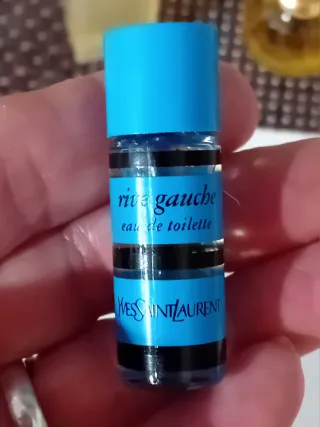 rive gauche
eau de toilette
YVESSAINTLAURENT